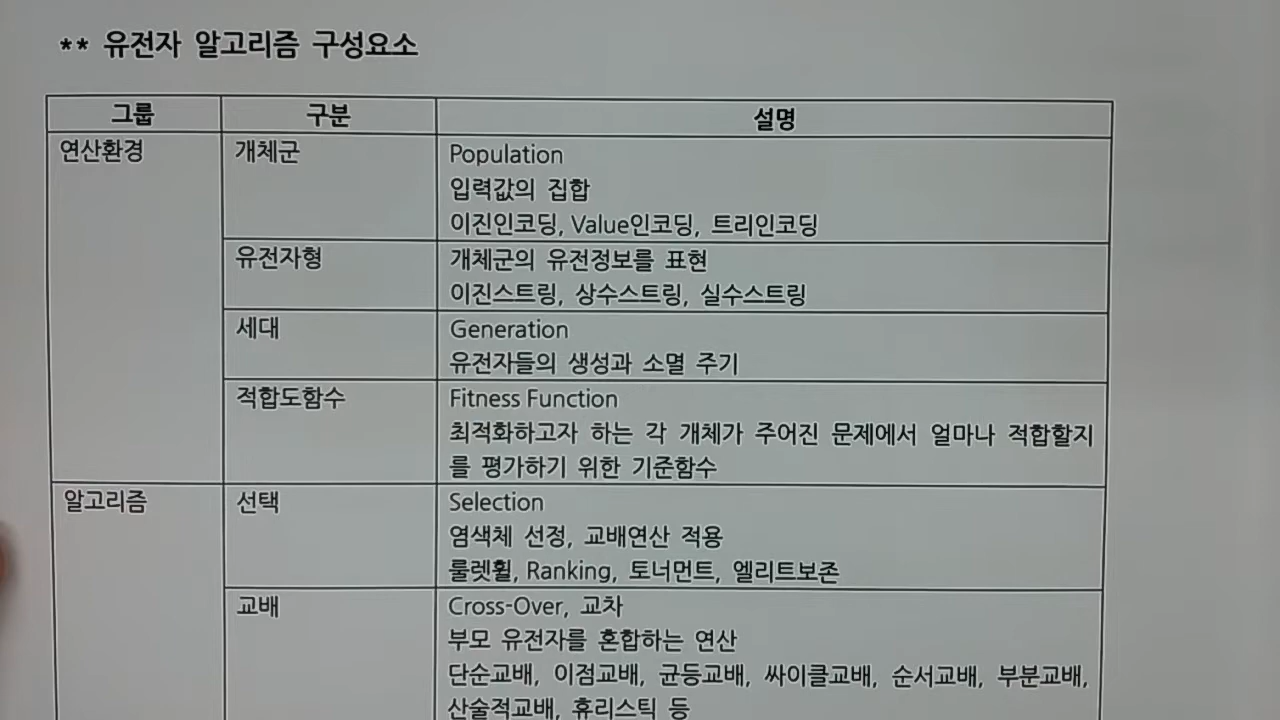 ** 유전자 알고리즘 구성요소
그룹 구분 설명
연산환경 개체군 Population
입력값의 집합
이진인코딩, Value인코딩, 트리인코딩
유전자형 개체군의 유전정보를 표현
이진스트링, 상수스트링, 실수스트링
세대 Generation
유전자들의 생성과 소멸 주기
적합도함수 Fitness Function
최적화하고자 하는 각 개체가 주어진 문제에서 얼마나 적합할지
를 평가하기 위한 기준함수
알고리즘 선택 Selection
염색체 선정, 교배연산 적용
룰렛휠, Ranking, 토너먼트, 엘리트보존
교배 Cross-Over, 교차
부모 유전자를 혼합하는 연산
단순교배, 이점교배, 균등교배, 싸이클교배, 순서교배, 부분교배,
산술적교배, 휴리스틱 등